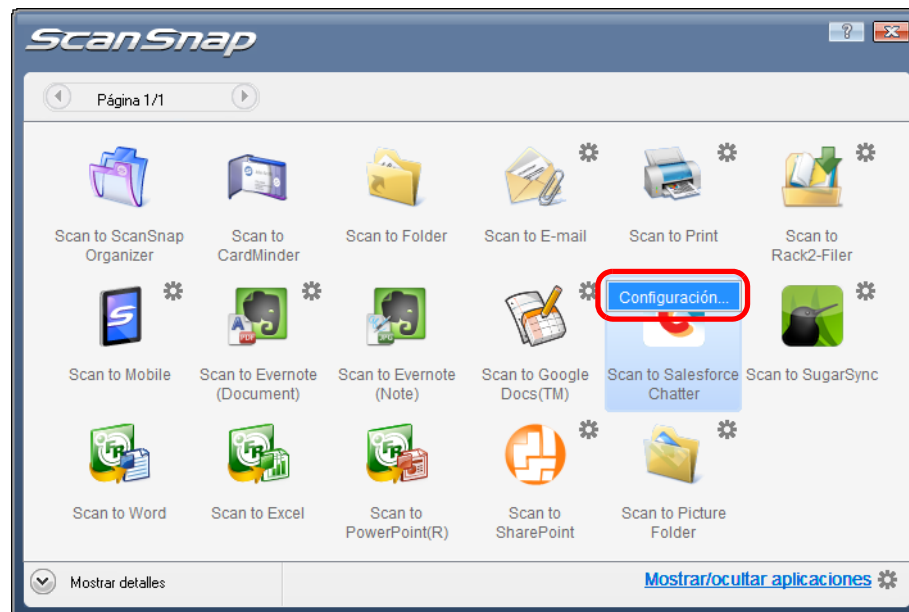 ScanSnap
Página 1/1
Scan to ScanSnap Organizer
Scan to CardMinder
Scan to Folder
Scan to E-mail
Scan to Print
Scan to Rack2-Filer
Configuración...
Scan to Mobile
Scan to Evernote (Document)
Scan to Evernote (Note)
Scan to Google Docs(TM)
Scan to Salesforce Chatter
Scan to SugarSync
Scan to Word
Scan to Excel
Scan to PowerPoint(R)
Scan to SharePoint
Scan to Picture Folder
Mostrar detalles
Mostrar/ocultar aplicaciones